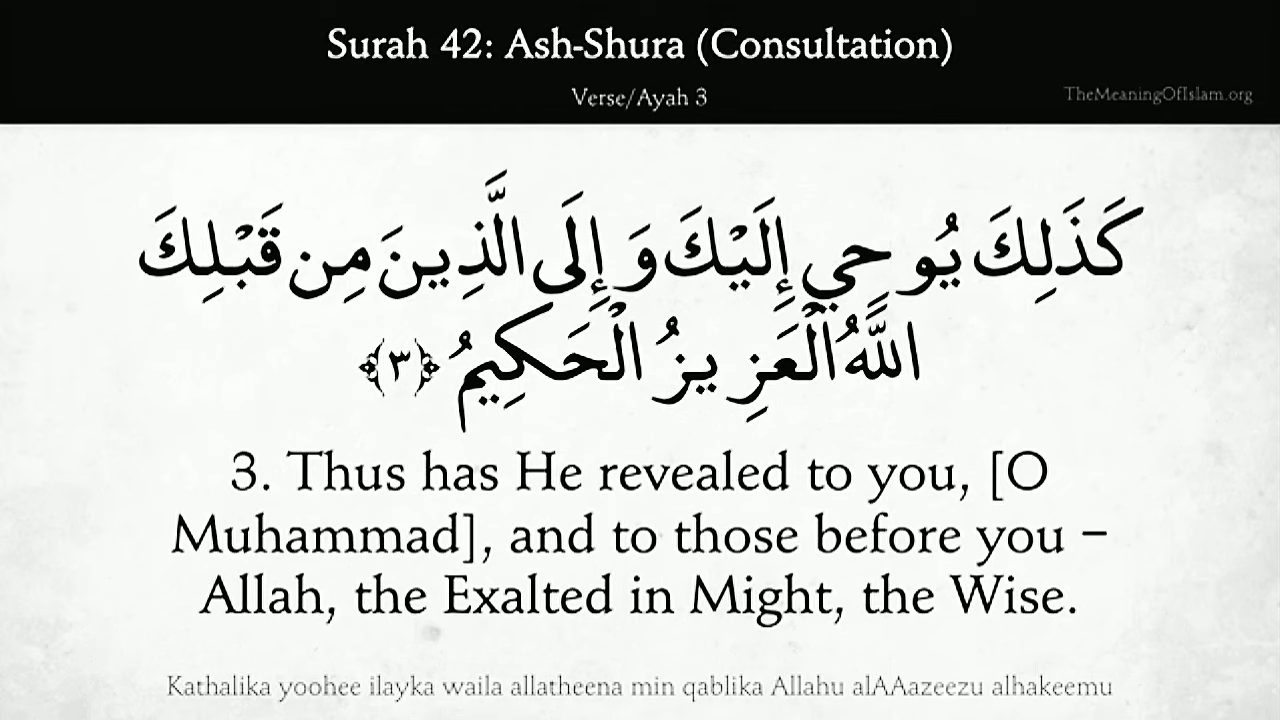 Surah 42: Ash-Shura (Consultation)
Verse/Ayah 3
TheMeaningOfIslam.org
كَذَلِكَ يُوحِي إِلَيْكَ وَإِلَى الَّذِينَ مِن قَبْلِكَ
اللَّهُ الْعَزِيزُ الْحَكِيمُ ﴿٣﴾
3. Thus has He revealed to you, [O
Muhammad], and to those before you –
Allah, the Exalted in Might, the Wise.
Kathalika yoohee ilayka waila allatheena min qablika Allahu alAAazeezu alhakeemu